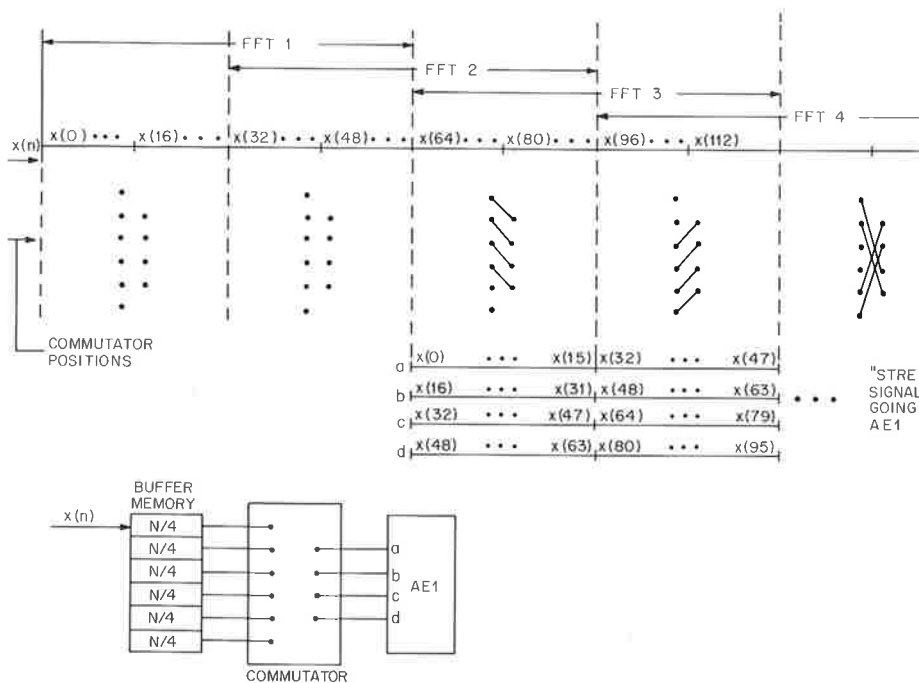 FFT 1
FFT 2
FFT 3
FFT 4
x(n) x(0) ••• x(16) •••• x(32) •••• x(48) ••• x(64) •••• x(80) ••• x(96) ••• x(112)
COMMUTATOR
POSITIONS
a x(0) ••• x(15) x(32) ••• x(47)
b x(16) ••• x(31) x(48) ••• x(63)
c x(32) ••• x(47) x(64) ••• x(79)
d x(48) ••• x(63) x(80) ••• x(95)
•••
"STRE
SIGNAL
GOING
AE1
BUFFER
MEMORY
x(n)
N/4
N/4
N/4
N/4
N/4
N/4
a
b
c
d
AE1
COMMUTATOR